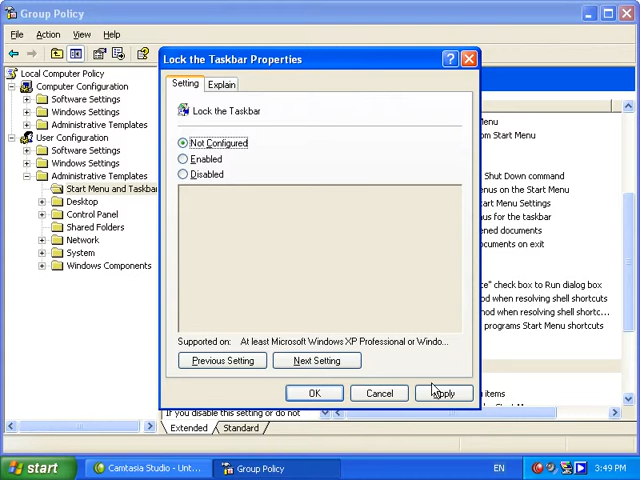 Group Policy
File Action View Help
Local Computer Policy
Computer Configuration
Software Settings
Windows Settings
Administrative Templates
User Configuration
Software Settings
Windows Settings
Administrative Templates
Start Menu and Taskbar
Desktop
Control Panel
Shared Folders
Network
System
Windows Components
Lock the Taskbar Properties
Setting Explain
Lock the Taskbar
Not Configured
Enabled
Disabled
Supported on: At least Microsoft Windows XP Professional or Windo...
Previous Setting Next Setting
OK Cancel Apply
Menu
om Start Menu
Shut Down command
enus on the Start Menu
Menu Settings
nus for the taskbar
ened documents
uments on exit
e" check box to Run dialog box
od when resolving shell shortcuts
od when resolving shell shortc...
programs Start Menu shortcuts
items
r the Start Menu
If you disable this setting or do not
Extended Standard
start Camtasia Studio - Unt... Group Policy EN 3:49 PM